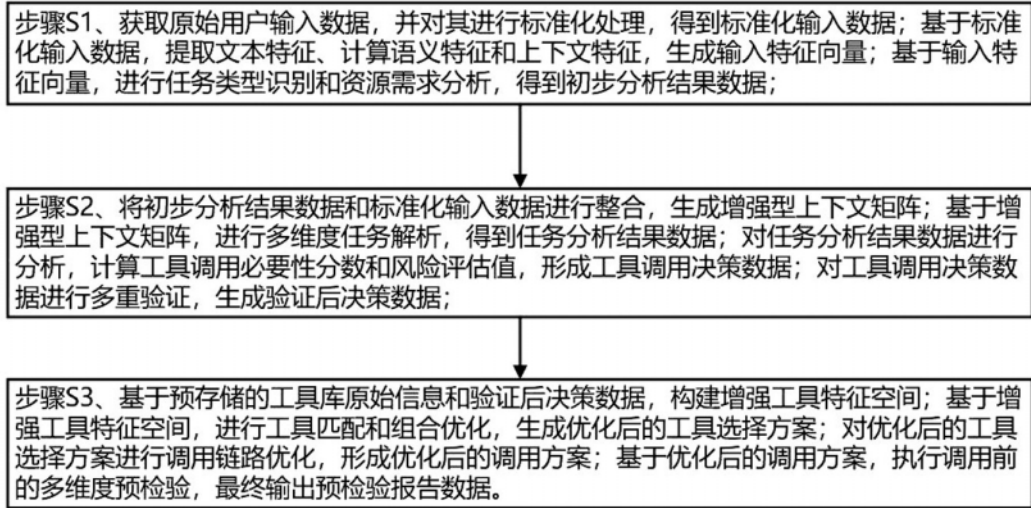 步骤S1、获取原始用户输入数据，并对其进行标准化处理，得到标准化输入数据；基于标准
化输入数据，提取文本特征、计算语义特征和上下文特征，生成输入特征向量；基于输入特
征向量，进行任务类型识别和资源需求分析，得到初步分析结果数据；
步骤S2、将初步分析结果数据和标准化输入数据进行整合，生成增强型上下文矩阵；基于增
强型上下文矩阵，进行多维度任务解析，得到任务分析结果数据；对任务分析结果数据进行
分析，计算工具调用必要性分数和风险评估值，形成工具调用决策数据；对工具调用决策数
据进行多重验证，生成验证后决策数据；
步骤S3、基于预存储的工具库原始信息和验证后决策数据，构建增强工具特征空间；基于增
强工具特征空间，进行工具匹配和组合优化，生成优化后的工具选择方案；对优化后的工具
选择方案进行调用链路优化，形成优化后的调用方案；基于优化后的调用方案，执行调用前
的多维度预检验，最终输出预检验报告数据。